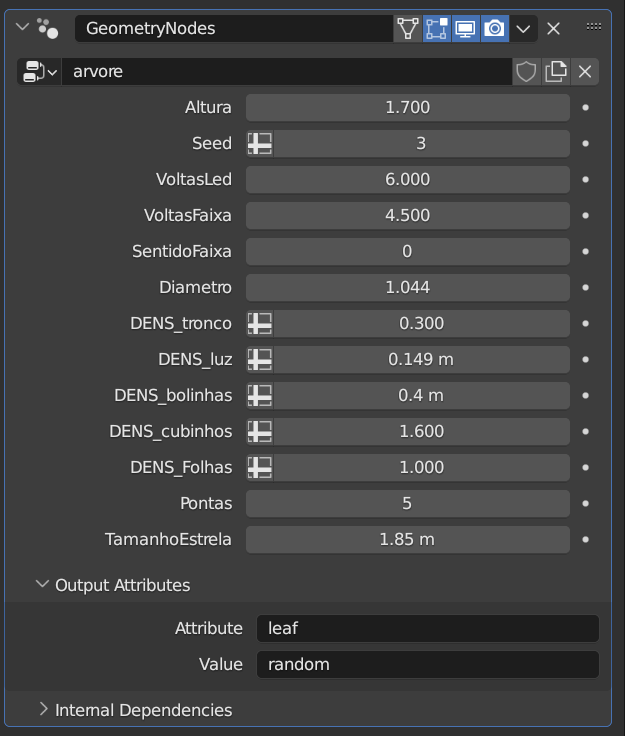 GeometryNodes
arvore
Altura 1.700
Seed 3
VoltasLed 6.000
VoltasFaixa 4.500
SentidoFaixa 0
Diametro 1.044
DENS_tronco 0.300
DENS_luz 0.149 m
DENS_bolinhas 0.4 m
DENS_cubinhos 1.600
DENS_Folhas 1.000
Pontas 5
TamanhoEstrela 1.85 m
Output Attributes
Attribute leaf
Value random
Internal Dependencies